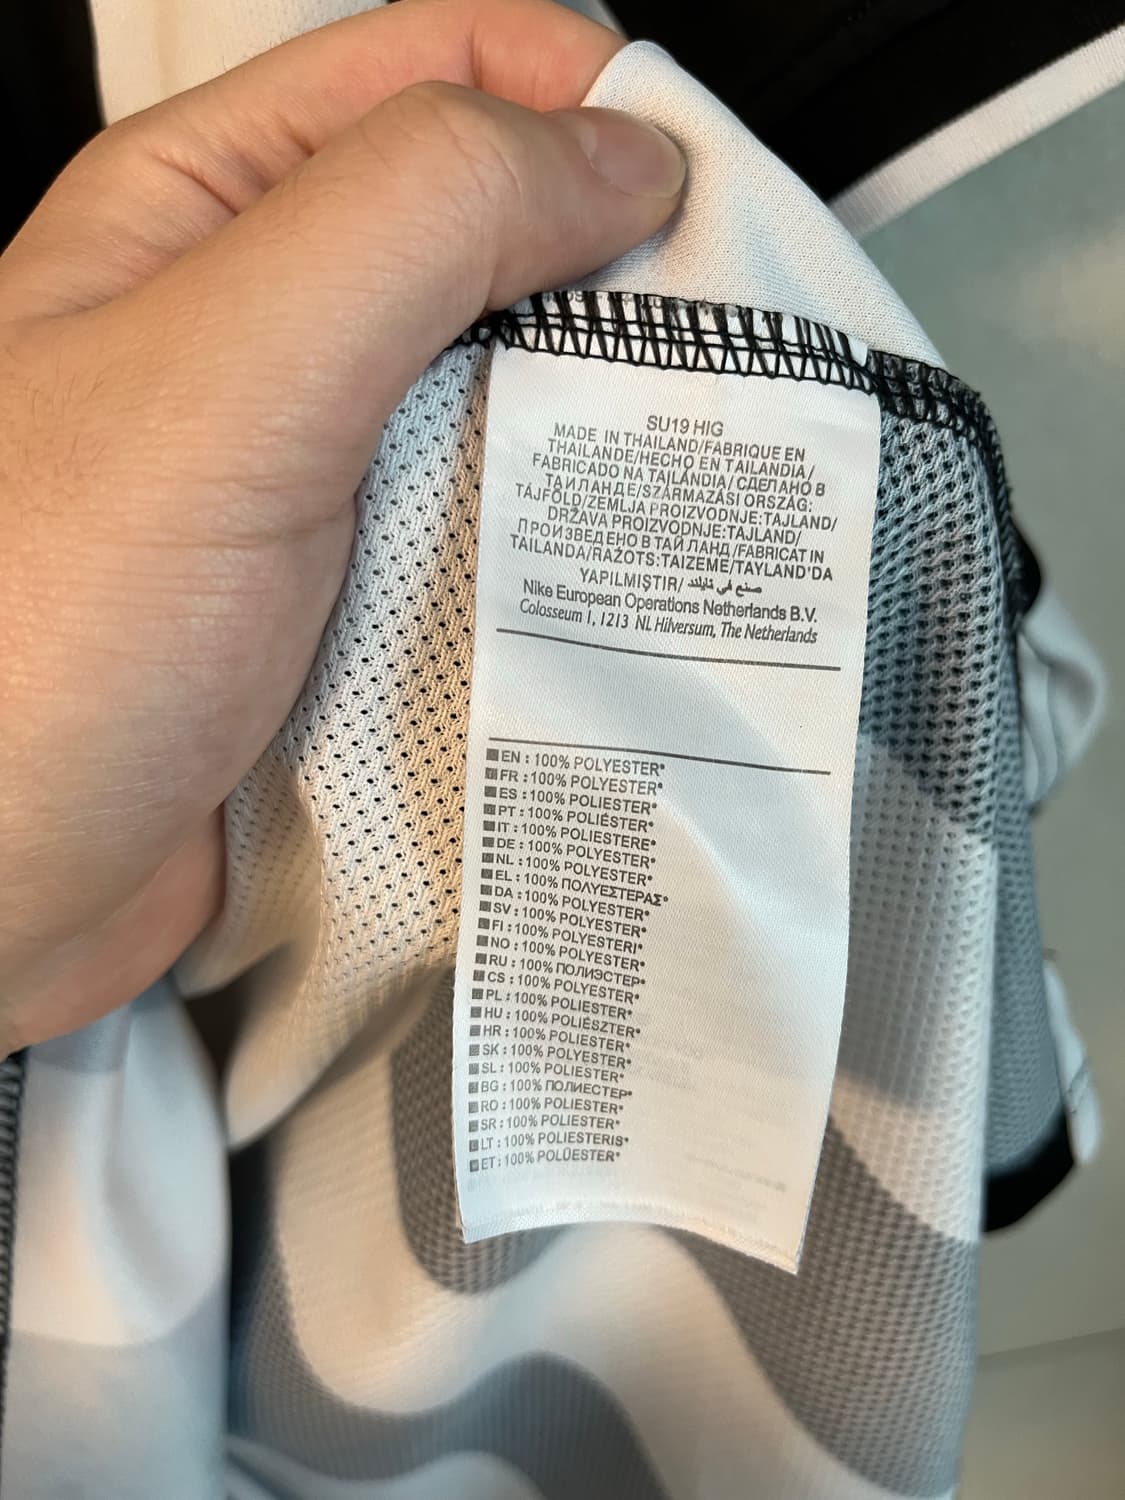 SU19 HIG
MADE IN THAILAND/FABRIQUE EN
THAILANDE/HECHO EN TAILANDIA/
FABRICADO NA TAILÂNDIA/СДЕЛАНО В
ТАИЛАНДЕ/SZÁRMAZÁSI ORSZÁG:
TÁJFÖLD/ZEMLJA PROIZVODNJE:TAJLAND/
DRŽAVA PROIZVODNJE:TAJLAND/
ПРОИЗВЕДЕНО В ТАЙЛАНД/FABRICAT IN
TAILANDA/RAŽOTS:TAIZEME/TAYLAND'DA
YAPILMIŞTIR/ صنع في تايلاند
Nike European Operations Netherlands B.V.
Colosseum 1, 1213 NL Hilversum, The Netherlands
EN : 100% POLYESTER*
FR : 100% POLYESTER*
ES : 100% POLIESTER*
PT : 100% POLIÉSTER*
IT : 100% POLIESTERE*
DE : 100% POLYESTER*
NL : 100% POLYESTER*
EL : 100% ΠΟΛΥΕΣΤΕΡΑΣ*
DA : 100% POLYESTER*
SV : 100% POLYESTER*
FI : 100% POLYESTERI*
NO : 100% POLYESTER*
RU : 100% ПОЛИЭСТЕР*
CS : 100% POLYESTER*
PL : 100% POLIESTER*
HU : 100% POLIÉSZTER*
HR : 100% POLIESTER*
SK : 100% POLYESTER*
SL : 100% POLIESTER*
BG : 100% ПОЛИЕСТЕР*
RO : 100% POLIESTER*
SR : 100% POLIESTER*
LT : 100% POLIESTERIS*
ET : 100% POLÜESTER*